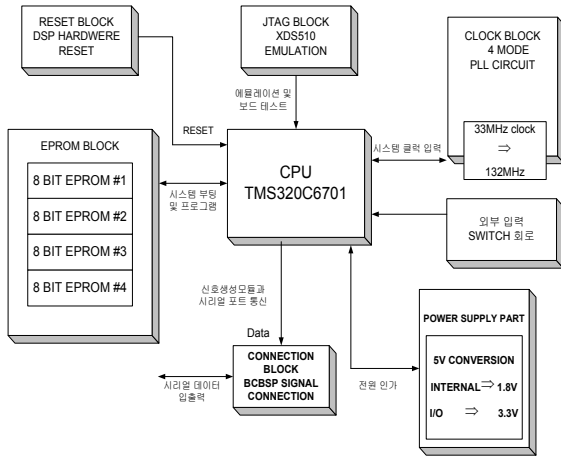 RESET BLOCK
DSP HARDWERE
RESET
JTAG BLOCK
XDS510
EMULATION
CLOCK BLOCK
4 MODE
PLL CIRCUIT
33MHz clock
⇒
132MHz
에뮬레이션 및
보드 테스트
RESET
EPROM BLOCK
8 BIT EPROM #1
8 BIT EPROM #2
8 BIT EPROM #3
8 BIT EPROM #4
시스템 부팅
및 프로그램
CPU
TMS320C6701
시스템 클럭 입력
외부 입력
SWITCH 회로
신호생성모듈과
시리얼 포트 통신
Data
CONNECTION
BLOCK
BCBSP SIGNAL
CONNECTION
시리얼 데이터
입출력
전원 인가
POWER SUPPLY PART
5V CONVERSION
INTERNAL ⇒ 1.8V
I/O ⇒ 3.3V